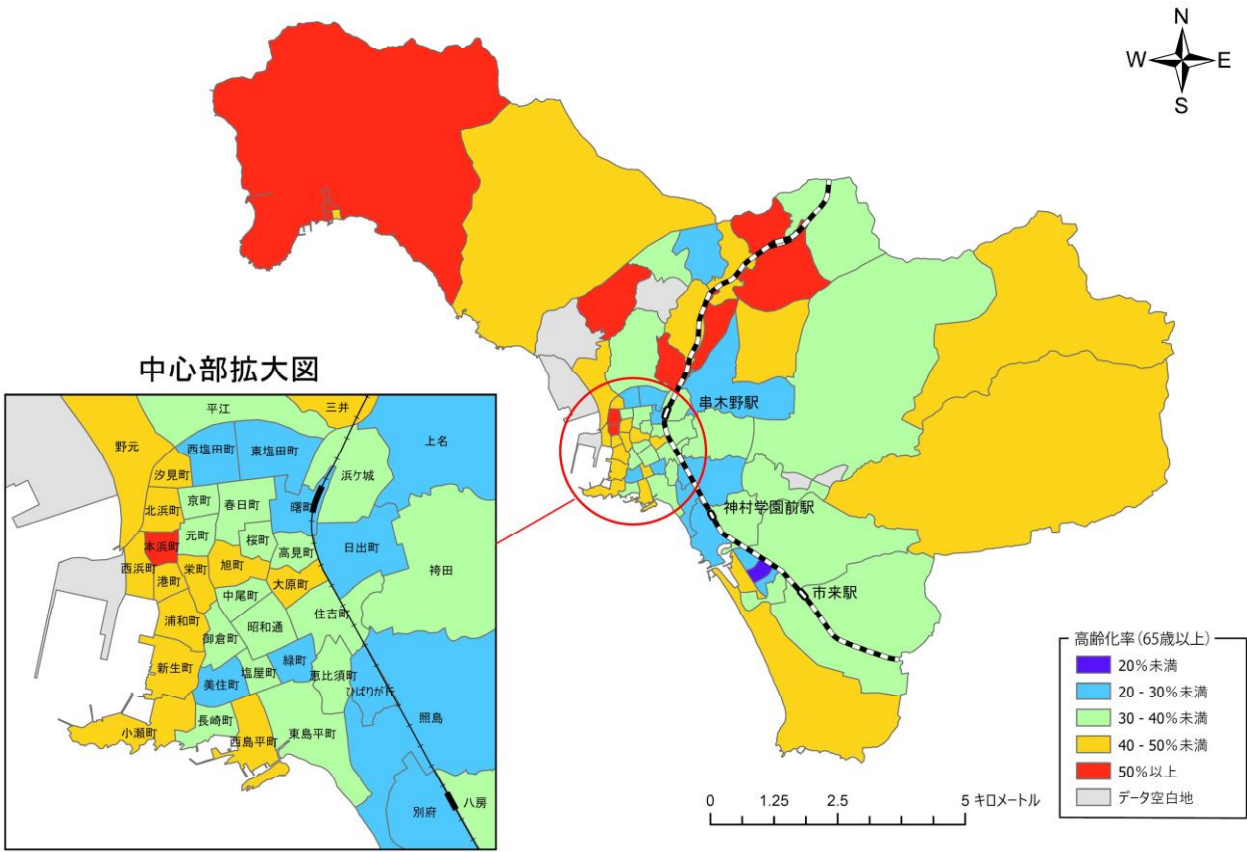 N
W
E
S
串木野駅
神村学園前駅
市来駅
中心部拡大図
平江
三井
野元
西塩田町
東塩田町
上名
汐見町
浜ケ城
北浜町
京町
春日町
曙町
元町
桜町
高見町
日出町
本浜町
西浜町
港町
栄町
旭町
大原町
袴田
中尾町
浦和町
御倉町
昭和通
住吉町
新生町
塩屋町
緑町
恵比須町
美住町
ひばりが丘
長崎町
照島
小瀬町
西島平町
東島平町
別府
八房
高齢化率(65歳以上)
20%未満
20 - 30%未満
30 - 40%未満
40 - 50%未満
50%以上
データ空白地
0 1.25 2.5 5 キロメートル